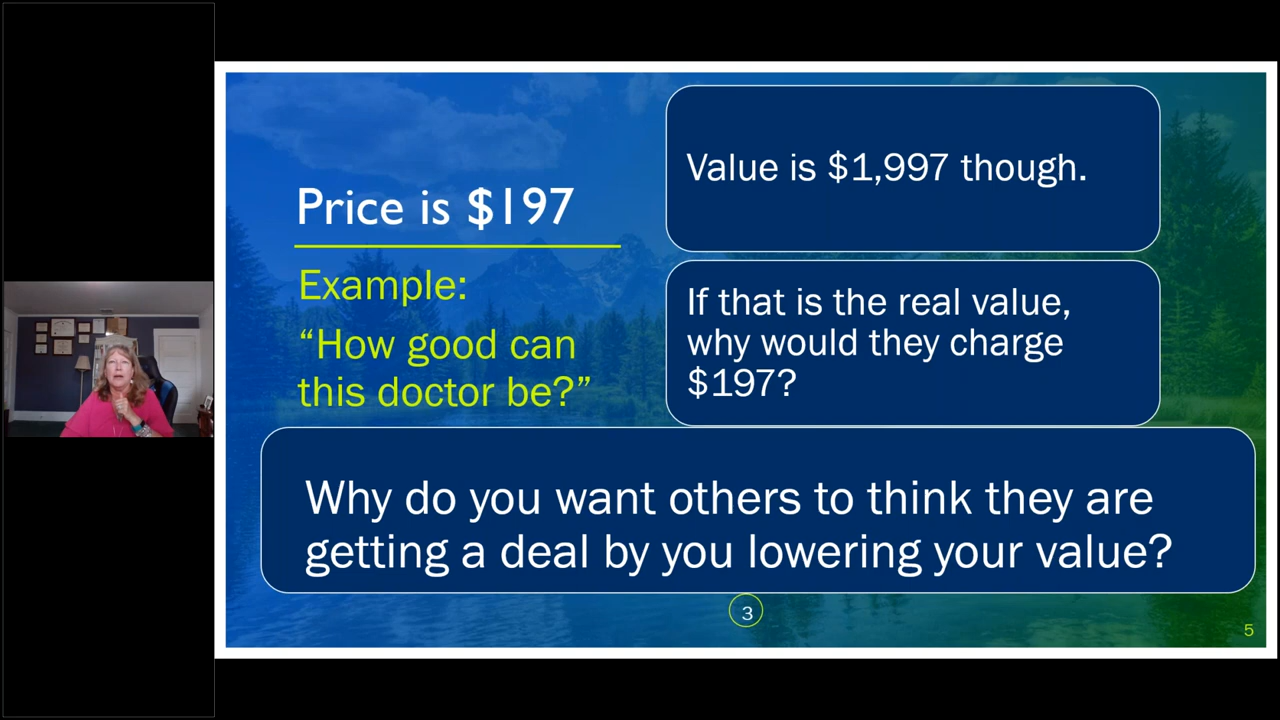 Price is $197
Example:
“How good can
this doctor be?”
Value is $1,997 though.
If that is the real value,
why would they charge
$197?
Why do you want others to think they are
getting a deal by you lowering your value?
3
5